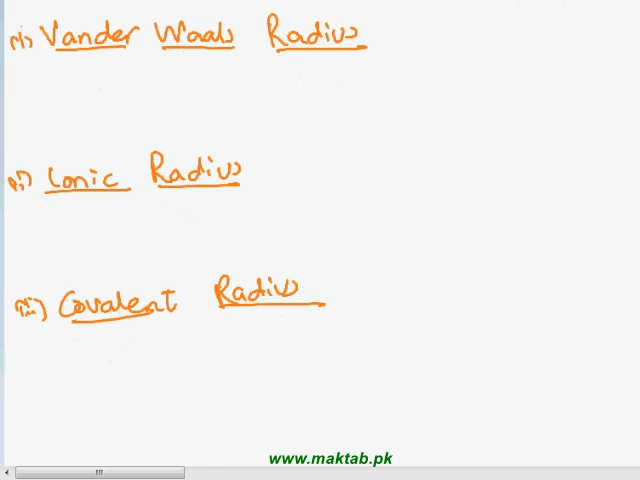 i) Vander Waals Radius
ii) Ionic Radius
iii) Covalent Radius
www.maktab.pk